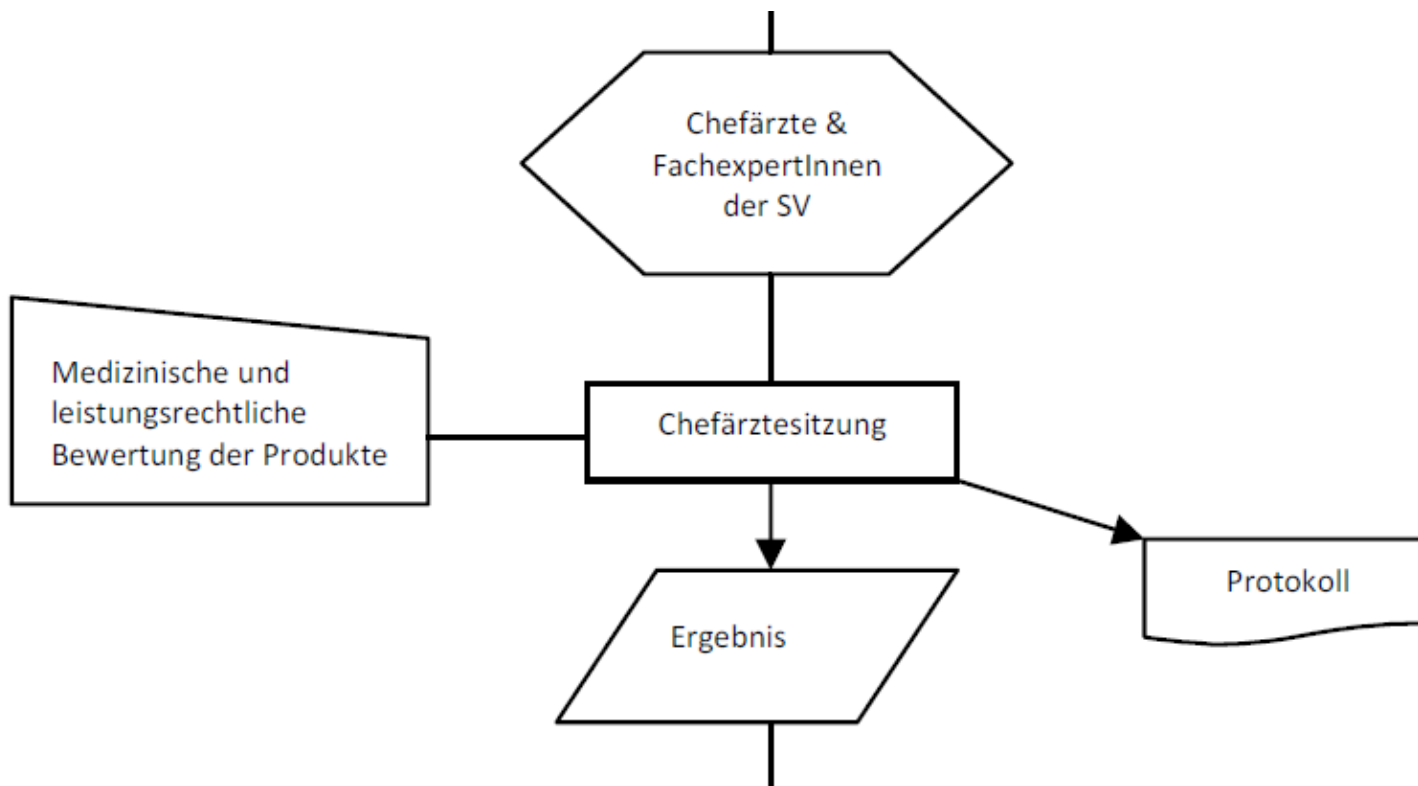 Chefärzte &
FachexpertInnen
der SV
Medizinische und
leistungsrechtliche
Bewertung der Produkte
Chefärztesitzung
Protokoll
Ergebnis